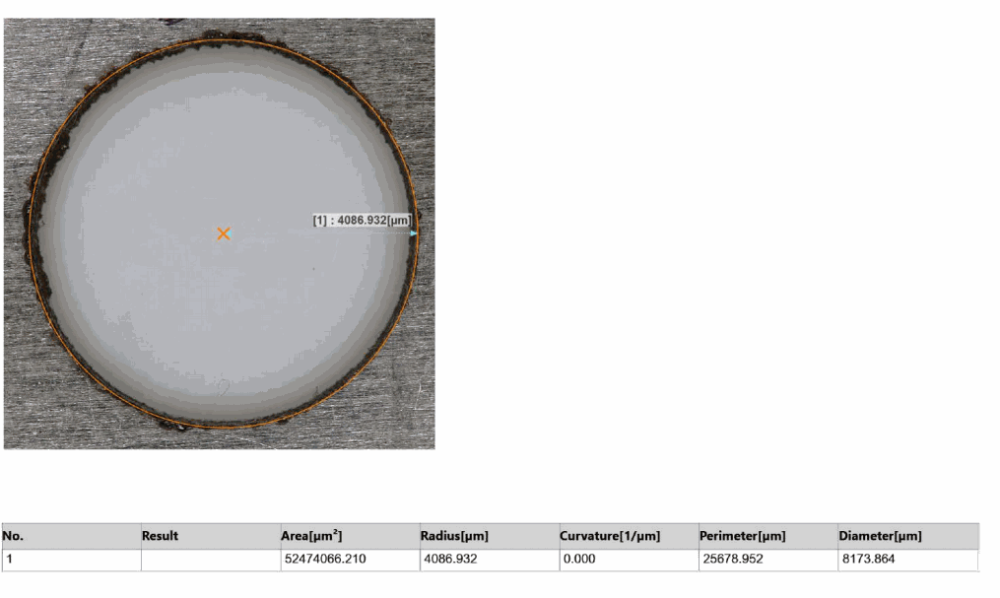 [1] : 4086.932[µm]
No. Result Area[µm²] Radius[µm] Curvature[1/µm] Perimeter[µm] Diameter[µm]
1 52474066.210 4086.932 0.000 25678.952 8173.864